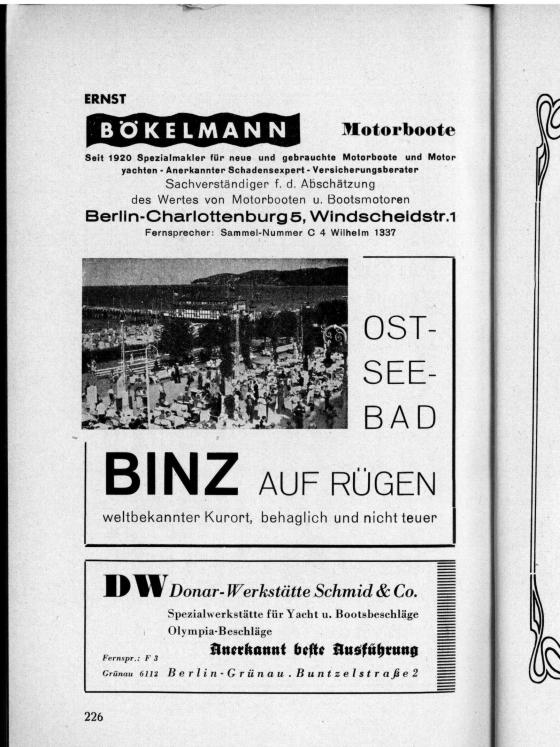 ERNST
BÖKELMANN Motorboote
Seit 1920 Spezialmakler für neue und gebrauchte Motorboote und Motor
yachten - Anerkannter Schadensexpert - Versicherungsberater
Sachverständiger f. d. Abschätzung
des Wertes von Motorbooten u. Bootsmotoren
Berlin-Charlottenburg 5, Windscheidstr. 1
Fernsprecher: Sammel-Nummer C 4 Wilhelm 1337
OST-
SEE-
BAD
BINZ AUF RÜGEN
weltbekannter Kurort, behaglich und nicht teuer
DW Donar-Werkstätte Schmid & Co.
Spezialwerkstätte für Yacht u. Bootsbeschläge
Olympia-Beschläge
Anerkannt beste Ausführung
Fernspr.: F 3
Grünau 6112 Berlin-Grünau . Buntzelstraße 2
226